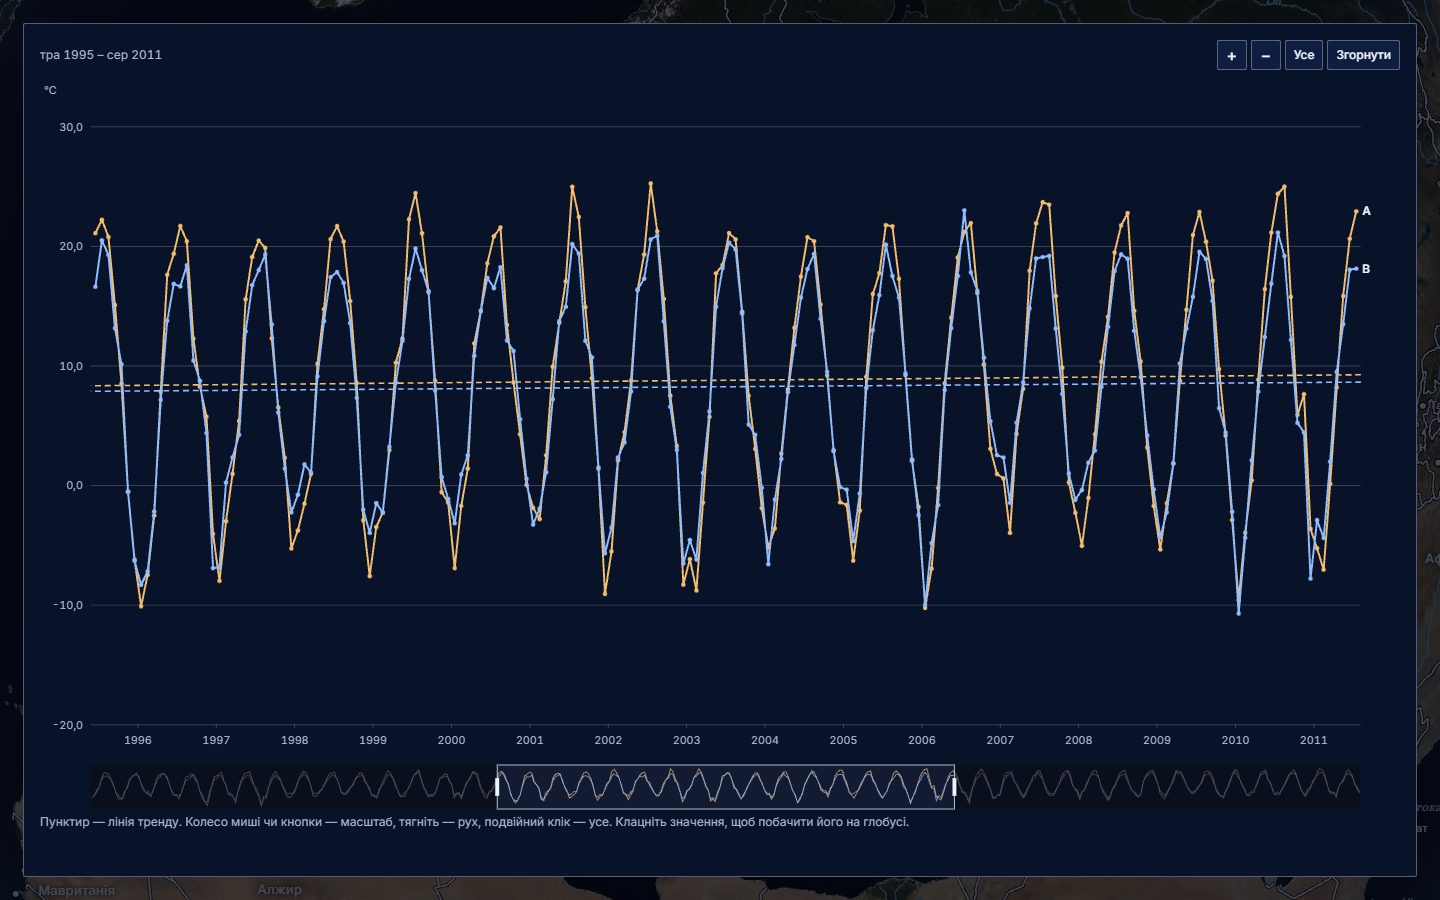 тра 1995 – сер 2011
+
−
Усе
Згорнути
°C
30,0
20,0
10,0
0,0
-10,0
-20,0
A
B
1996 1997 1998 1999 2000 2001 2002 2003 2004 2005 2006 2007 2008 2009 2010 2011
Пунктир — лінія тренду. Колесо миші чи кнопки — масштаб, тягніть — рух, подвійний клік — усе. Клацніть значення, щоб побачити його на глобусі.
Мавританія
Алжир